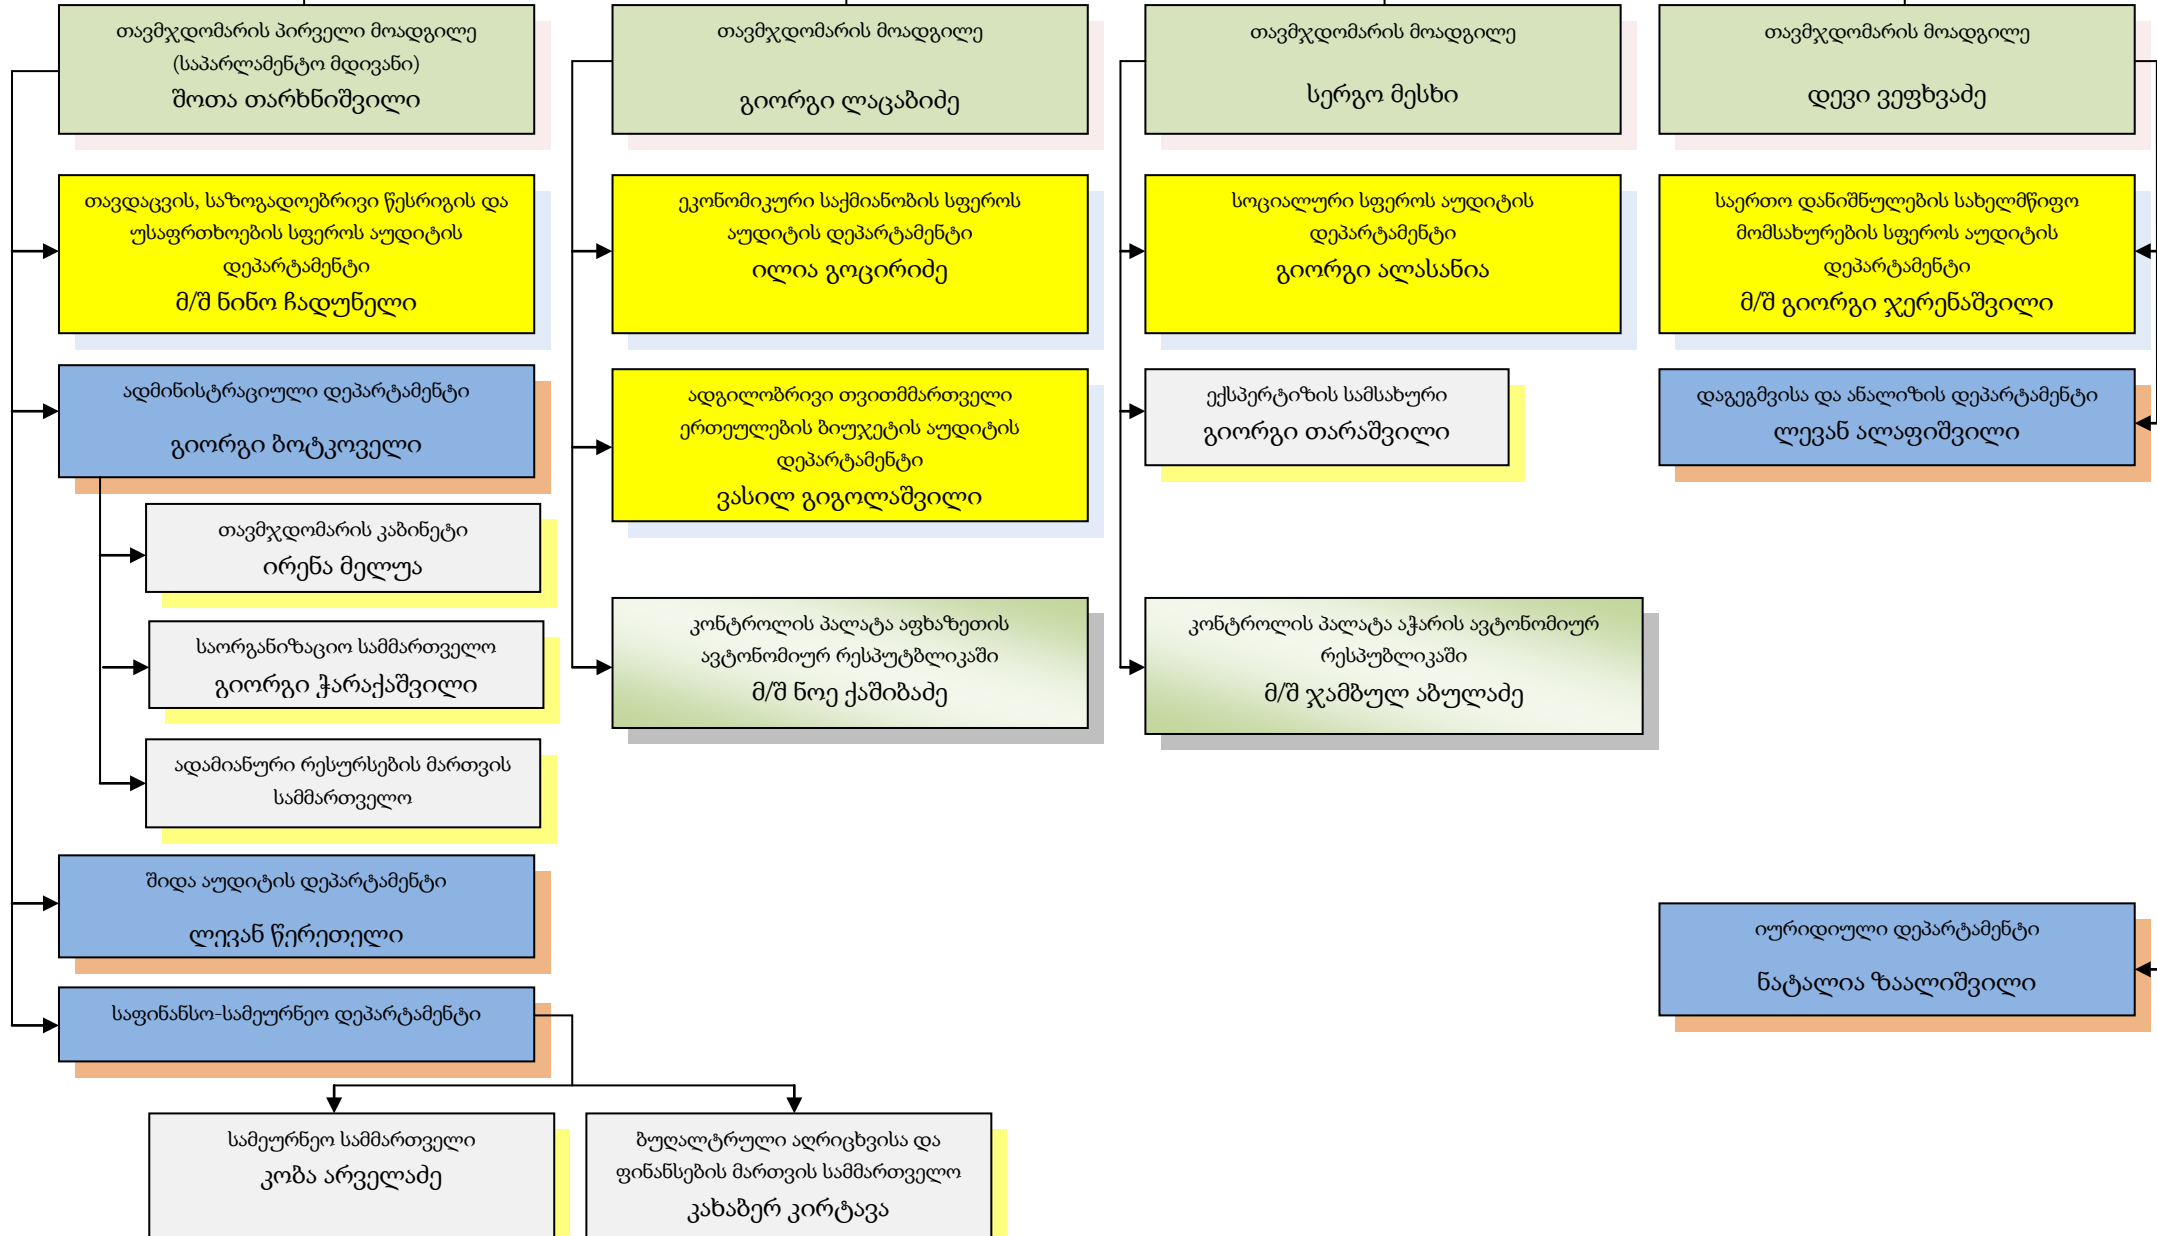 თავმჯდომარის პირველი მოადგილე
(საპარლამენტო მდივანი)
შოთა თარხნიშვილი
თავმჯდომარის მოადგილე
გიორგი ლაცაბიძე
თავმჯდომარის მოადგილე
სერგო მესხი
თავმჯდომარის მოადგილე
დევი ვეფხვაძე
თავდაცვის, საზოგადოებრივი წესრიგის და
უსაფრთხოების სფეროს აუდიტის
დეპარტამენტი
მ/შ ნინო ჩადუნელი
ეკონომიკური საქმიანობის სფეროს
აუდიტის დეპარტამენტი
ილია გოცირიძე
სოციალური სფეროს აუდიტის
დეპარტამენტი
გიორგი ალასანია
საერთო დანიშნულების სახელმწიფო
მომსახურების სფეროს აუდიტის
დეპარტამენტი
მ/შ გიორგი ჯერენაშვილი
ადმინისტრაციული დეპარტამენტი
გიორგი ბოტკოველი
ადგილობრივი თვითმმართველი
ერთეულების ბიუჯეტის აუდიტის
დეპარტამენტი
ვასილ გიგოლაშვილი
ექსპერტიზის სამსახური
გიორგი თარაშვილი
დაგეგმვისა და ანალიზის დეპარტამენტი
ლევან ალაფიშვილი
თავმჯდომარის კაბინეტი
ირენა მელუა
საორგანიზაციო სამმართველო
გიორგი ჭარაქაშვილი
ადამიანური რესურსების მართვის
სამმართველო
კონტროლის პალატა აფხაზეთის
ავტონომიურ რესპუტბლიკაში
მ/შ ნოე ქაშიბაძე
კონტროლის პალატა აჭარის ავტონომიურ
რესპუბლიკაში
მ/შ ჯამბულ აბულაძე
შიდა აუდიტის დეპარტამენტი
ლევან წერეთელი
იურიდიული დეპარტამენტი
ნატალია ზაალიშვილი
საფინანსო-სამეურნეო დეპარტამენტი
სამეურნეო სამმართველი
კობა არველაძე
ბუღალტრული აღრიცხვისა და
ფინანსების მართვის სამმართველო
კახაბერ კირტავა